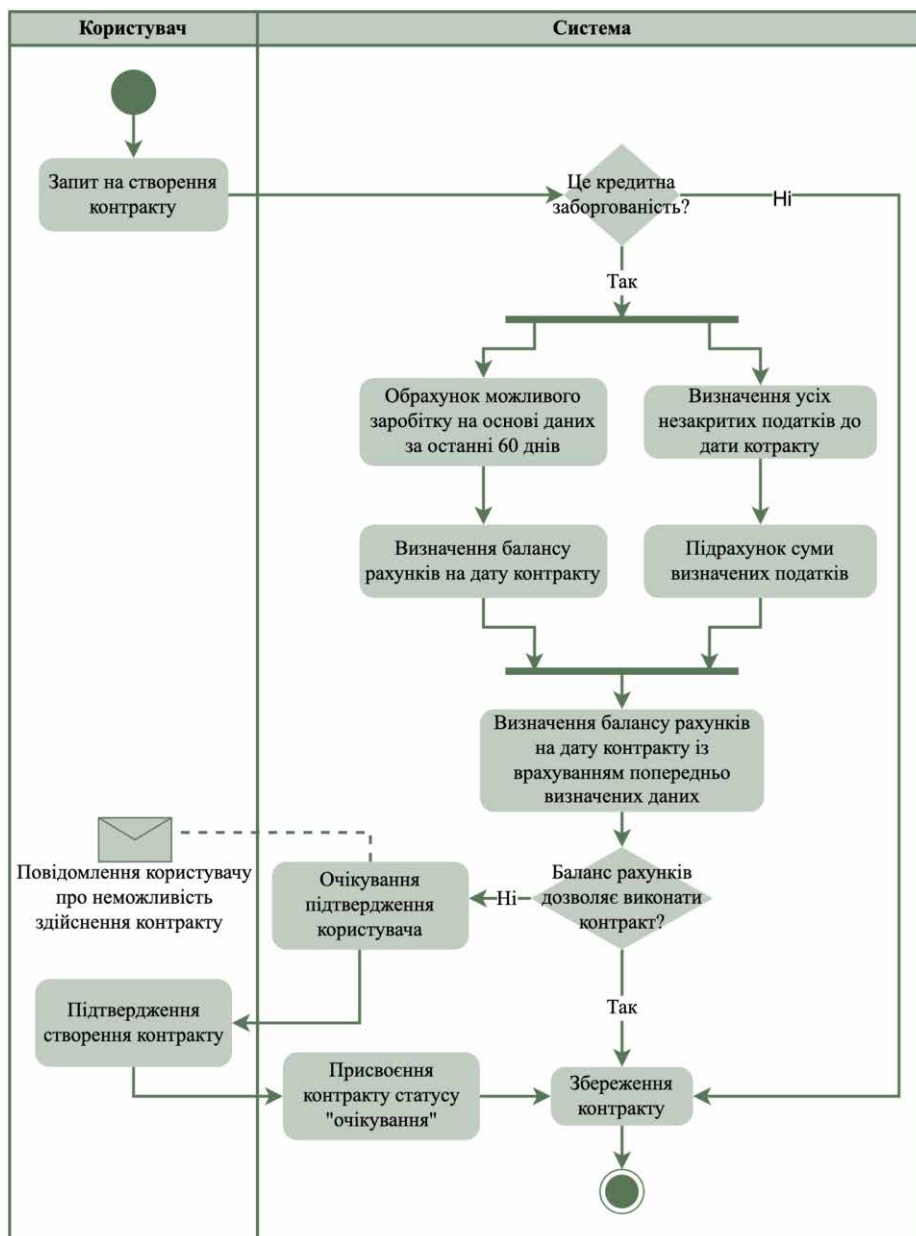 Користувач
Система
Запит на створення
контракту
Це кредитна
заборгованість?
Ні
Так
Обрахунок можливого
заробітку на основі даних
за останні 60 днів
Визначення усіх
незакритих податків до
дати котракту
Визначення балансу
рахунків на дату контракту
Підрахунок суми
визначених податків
Визначення балансу рахунків
на дату контракту із
врахуванням попередньо
визначених даних
Повідомлення користувачу
про неможливість
здійснення контракту
Очікування
підтвердження
користувача
Ні
Баланс рахунків
дозволяє виконати
контракт?
Так
Підтвердження
створення контракту
Присвоєння
контракту статусу
"очікування"
Збереження
контракту